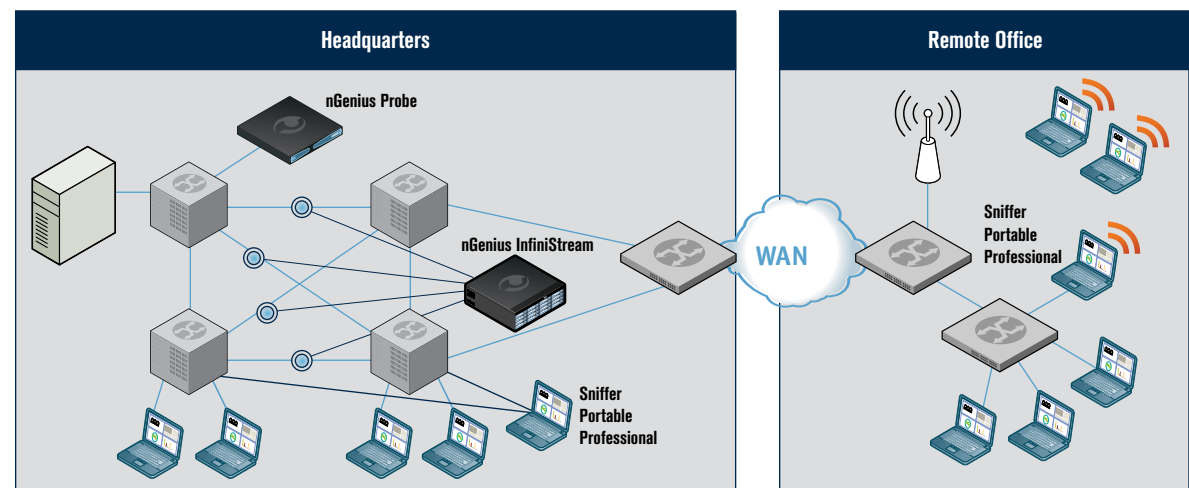 Headquarters
Remote Office
nGenius Probe
nGenius InfiniStream
WAN
Sniffer
Portable
Professional
Sniffer
Portable
Professional